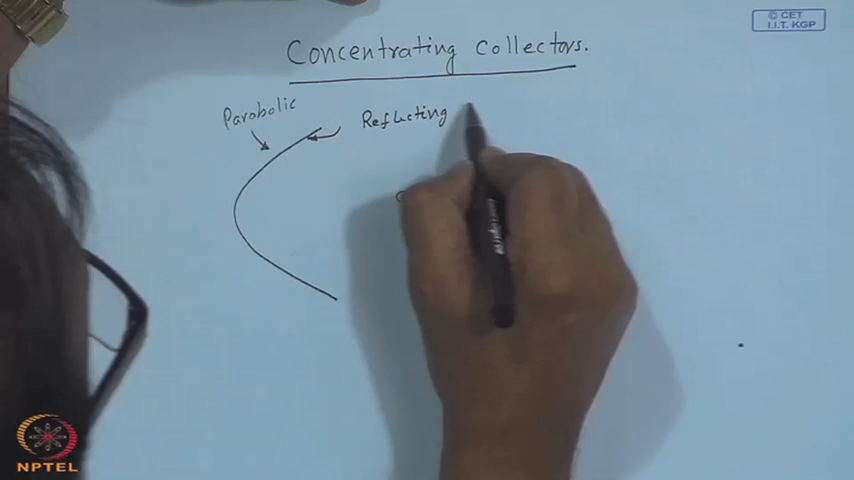 Concentrating collectors.
© CET
I.I.T. KGP
Parabolic
Reflecting
NPTEL